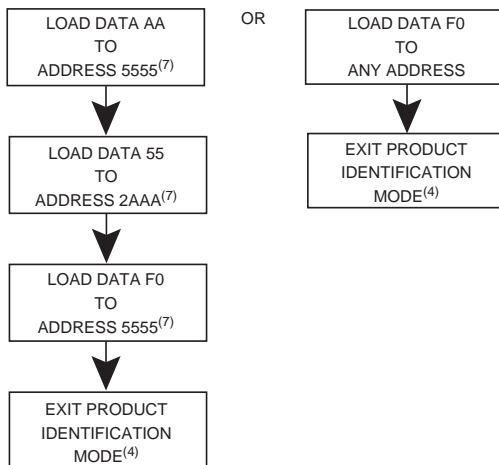 LOAD DATA AA
TO
ADDRESS 5555(7)
LOAD DATA 55
TO
ADDRESS 2AAA(7)
LOAD DATA F0
TO
ADDRESS 5555(7)
EXIT PRODUCT
IDENTIFICATION
MODE(4)
OR
LOAD DATA F0
TO
ANY ADDRESS
EXIT PRODUCT
IDENTIFICATION
MODE(4)